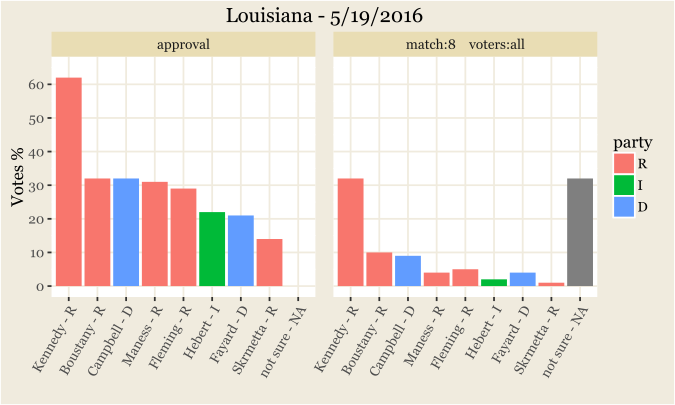 Louisiana - 5/19/2016
approval
match:8 voters:all
Votes %
60
50
40
30
20
10
0
Kennedy - R
Boustany - R
Campbell - D
Maness - R
Fleming - R
Hebert - I
Fayard - D
Skrmetta - R
not sure - NA
Kennedy - R
Boustany - R
Campbell - D
Maness - R
Fleming - R
Hebert - I
Fayard - D
Skrmetta - R
not sure - NA
party
R
I
D